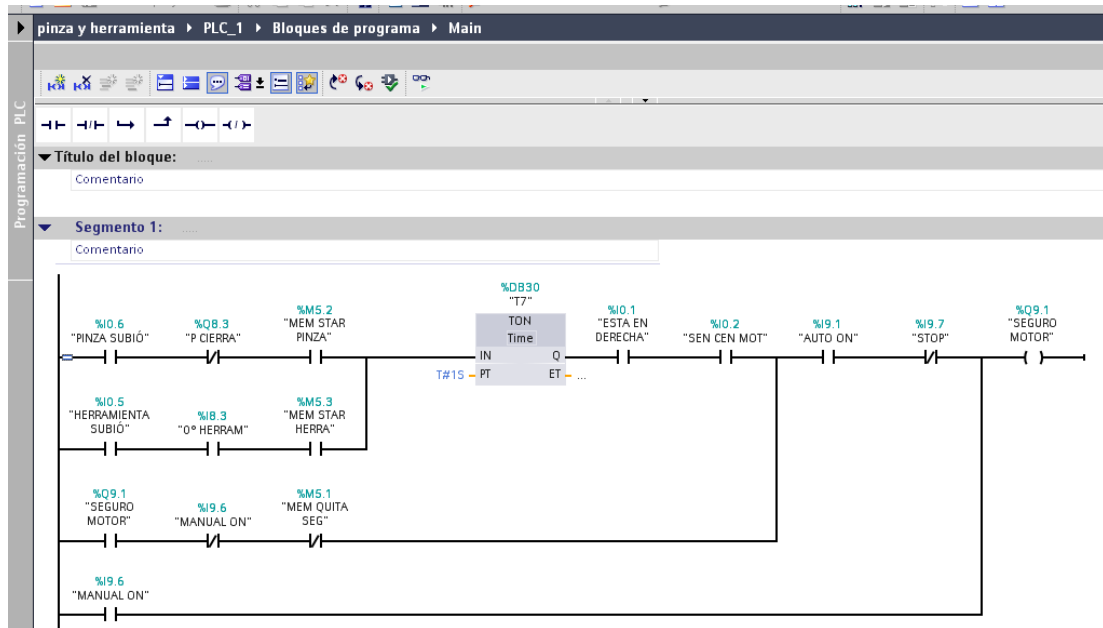 pinza y herramienta ▸ PLC_1 ▸ Bloques de programa ▸ Main
Programación PLC
Título del bloque: .....
Comentario
Segmento 1: .....
Comentario
%DB30
"T7"
TON
Time
IN Q
T#1S PT ET ...
%I0.6
"PINZA SUBIÓ"
%Q8.3
"P CIERRA"
%M5.2
"MEM STAR
PINZA"
%I0.1
"ESTA EN
DERECHA"
%I0.2
"SEN CEN MOT"
%I9.1
"AUTO ON"
%I9.7
"STOP"
%Q9.1
"SEGURO
MOTOR"
%I0.5
"HERRAMIENTA
SUBIÓ"
%I8.3
"0º HERRAM"
%M5.3
"MEM STAR
HERRA"
%Q9.1
"SEGURO
MOTOR"
%I9.6
"MANUAL ON"
%M5.1
"MEM QUITA
SEG"
%I9.6
"MANUAL ON"